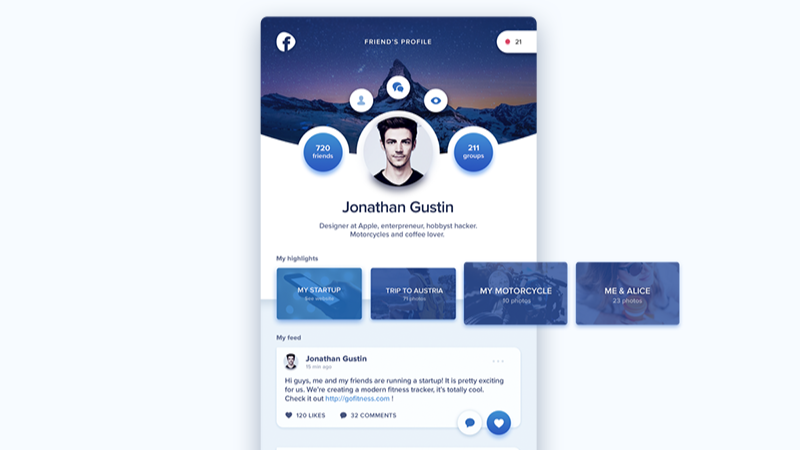 f
FRIEND'S PROFILE
21
720
friends
211
groups
Jonathan Gustin
Designer at Apple, enterpreneur, hobbyst hacker.
Motorcycles and coffee lover.
My highlights
MY STARTUP
See website
TRIP TO AUSTRIA
71 photos
MY MOTORCYCLE
10 photos
ME & ALICE
23 photos
My feed
Jonathan Gustin
15 min ago
Hi guys, me and my friends are running a startup! It is pretty exciting
for us. We're creating a modern fitness tracker, it's totally cool.
Check it out http://gofitness.com !
120 LIKES
32 COMMENTS